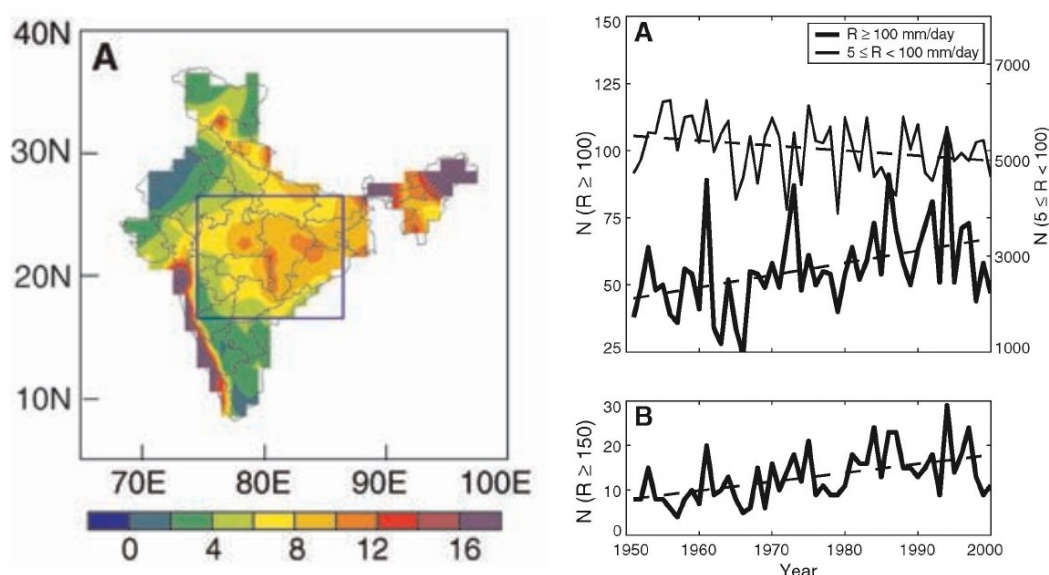 A
40N
30N
20N
10N
70E 80E 90E 100E
0 4 8 12 16
A
R ≥ 100 mm/day
5 ≤ R < 100 mm/day
N (R ≥ 100)
150
125
100
75
50
25
7000
5000
3000
1000
N (5 ≤ R < 100)
B
N (R ≥ 150)
30
20
10
0
1950 1960 1970 1980 1990 2000
Year